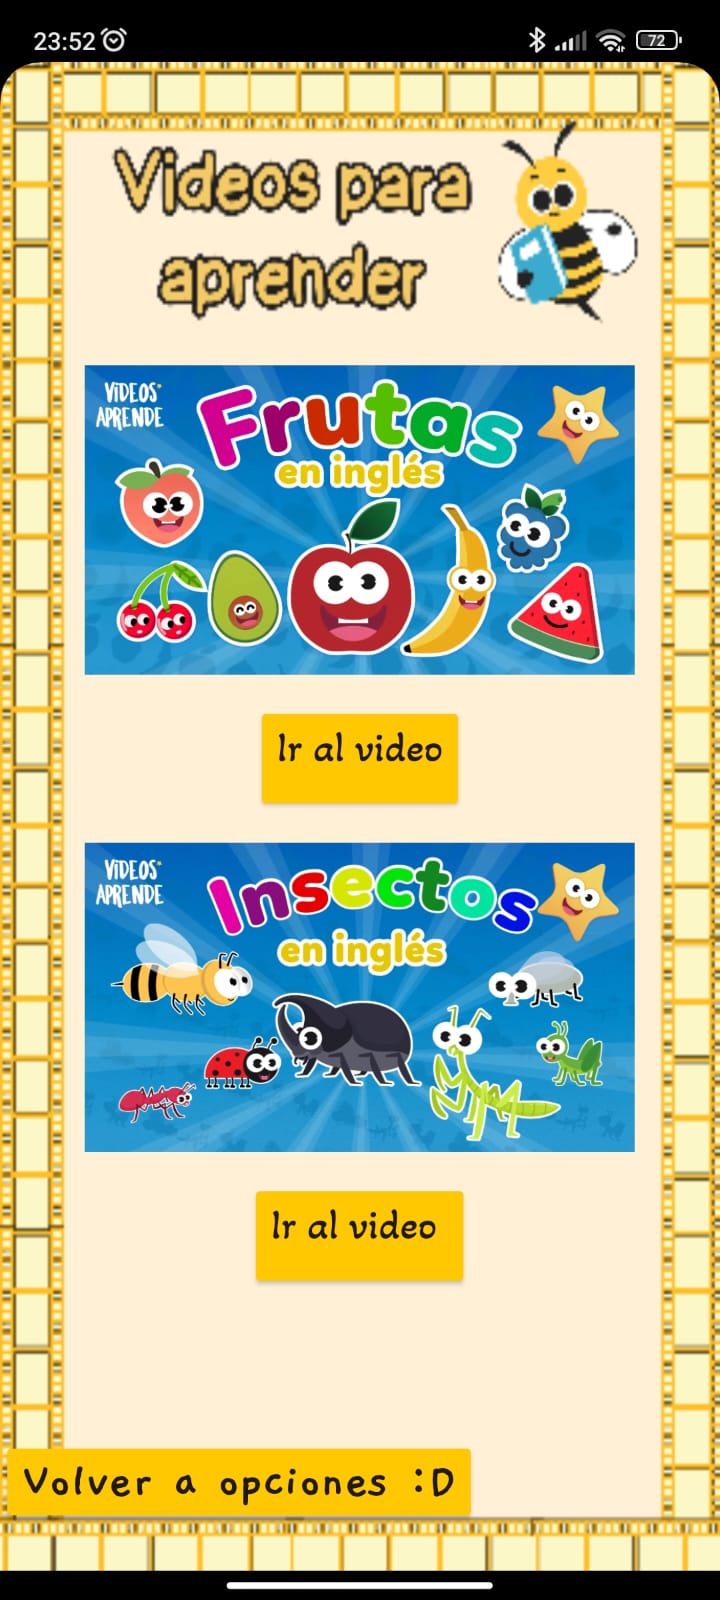 23:52
72
Videos para
aprender
VIDEOS
APRENDE
Frutas
en inglés
Ir al video
VIDEOS
APRENDE
Insectos
en inglés
Ir al video
Volver a opciones :D